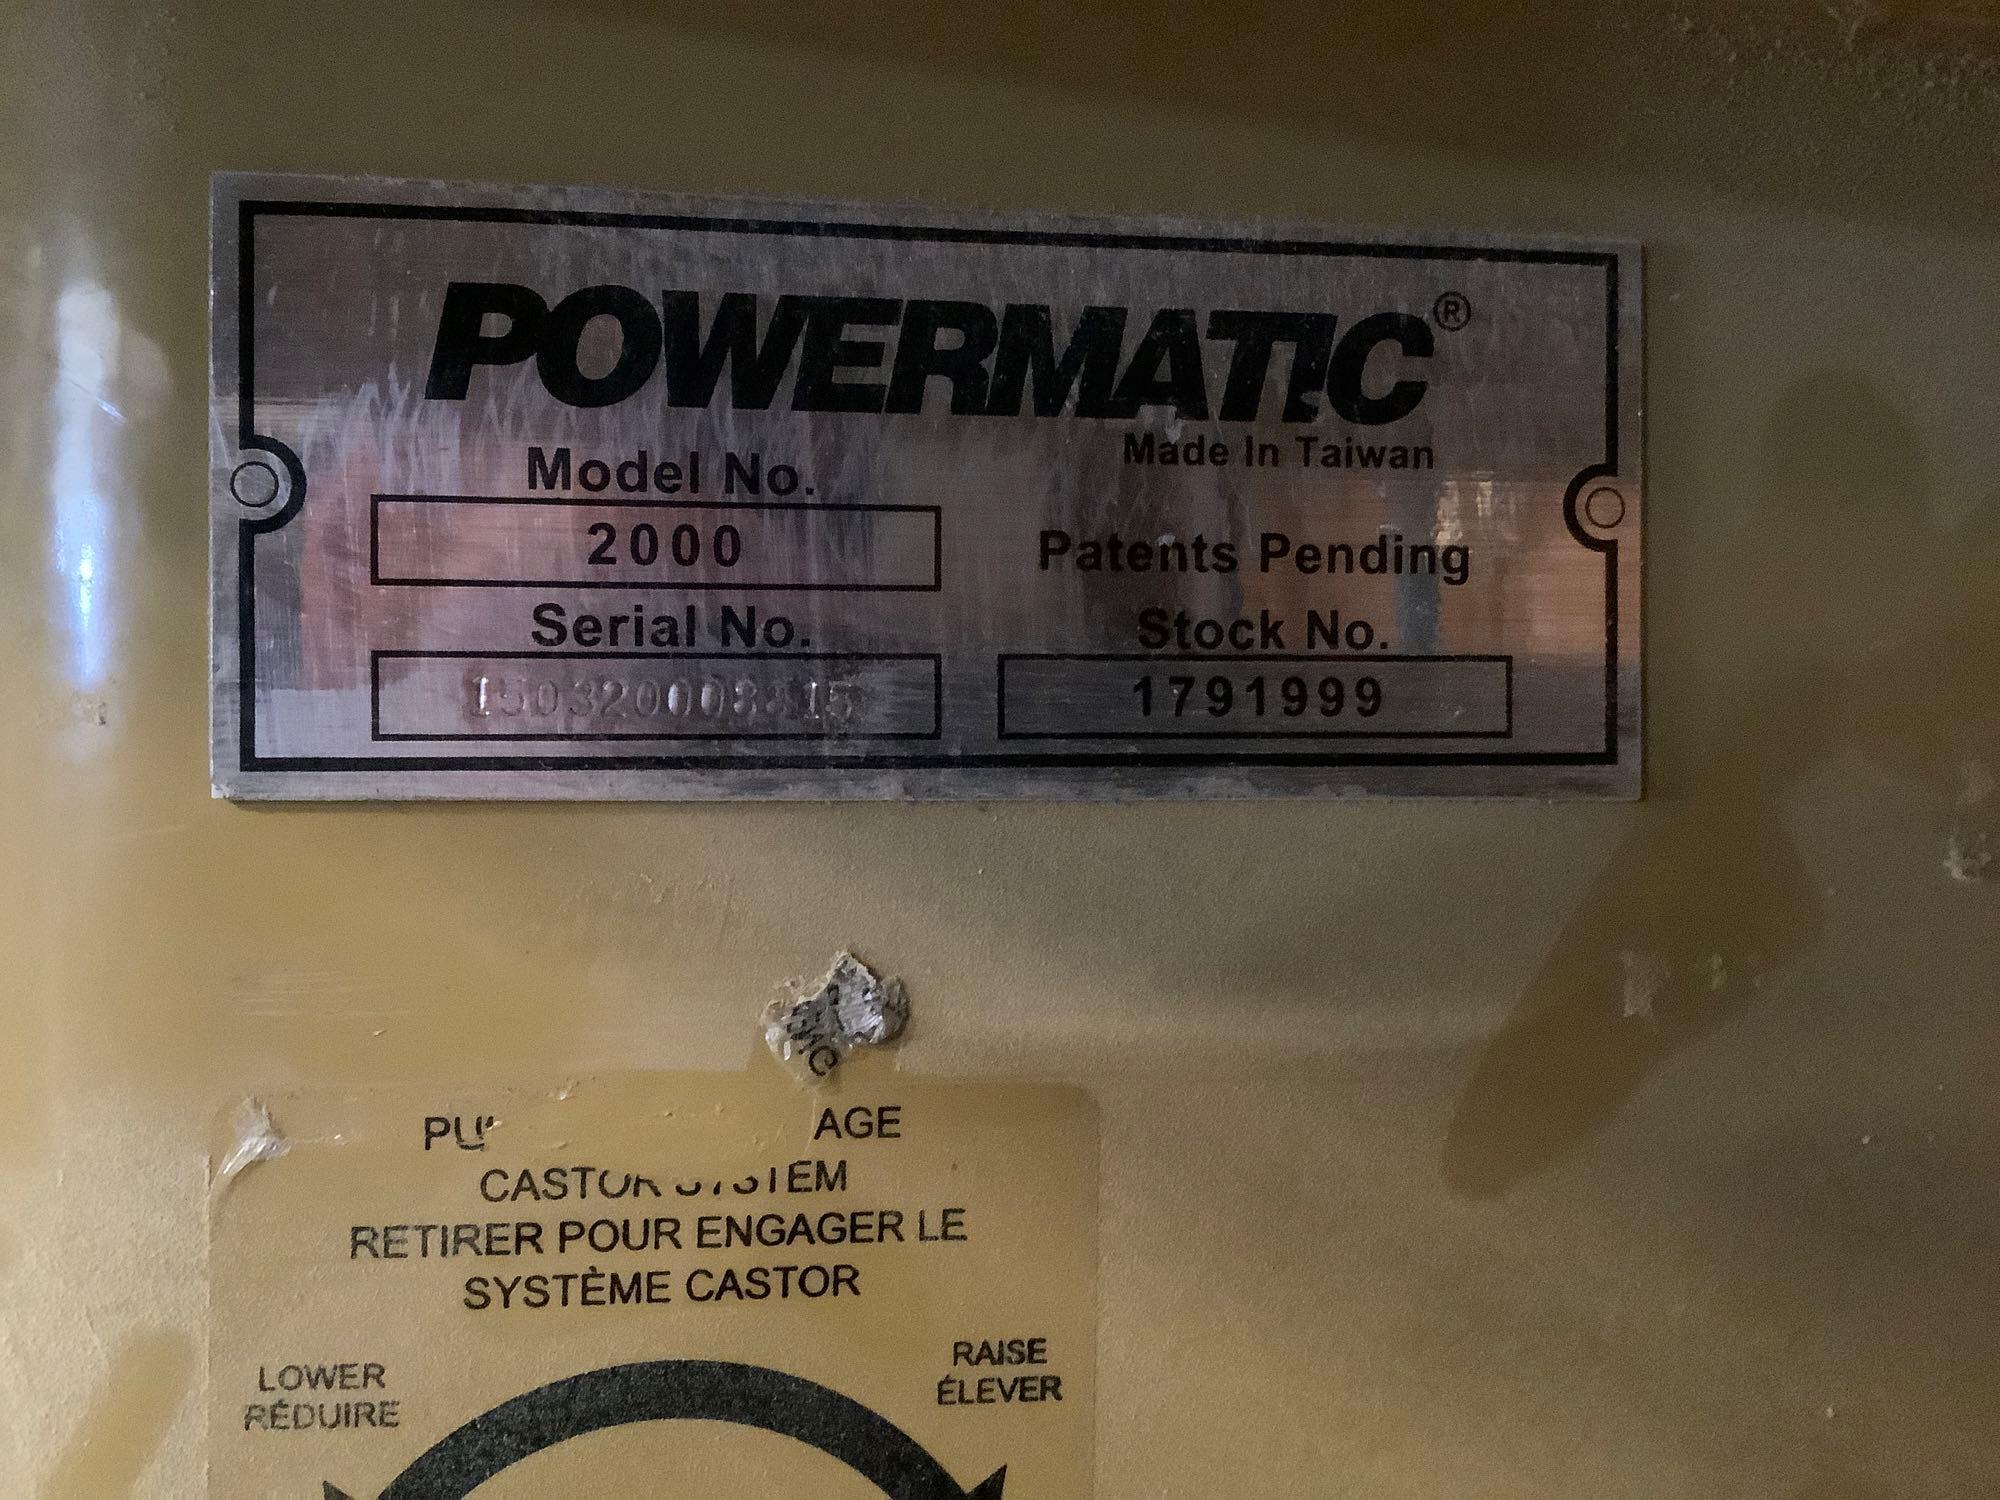 POWERMATIC®
Made In Taiwan
Model No.
2000
Patents Pending
Serial No.
Stock No.
1791999
AGE
RETIRER POUR ENGAGER LE
SYSTÈME CASTOR
LOWER
RÉDUIRE
RAISE
ÉLEVER